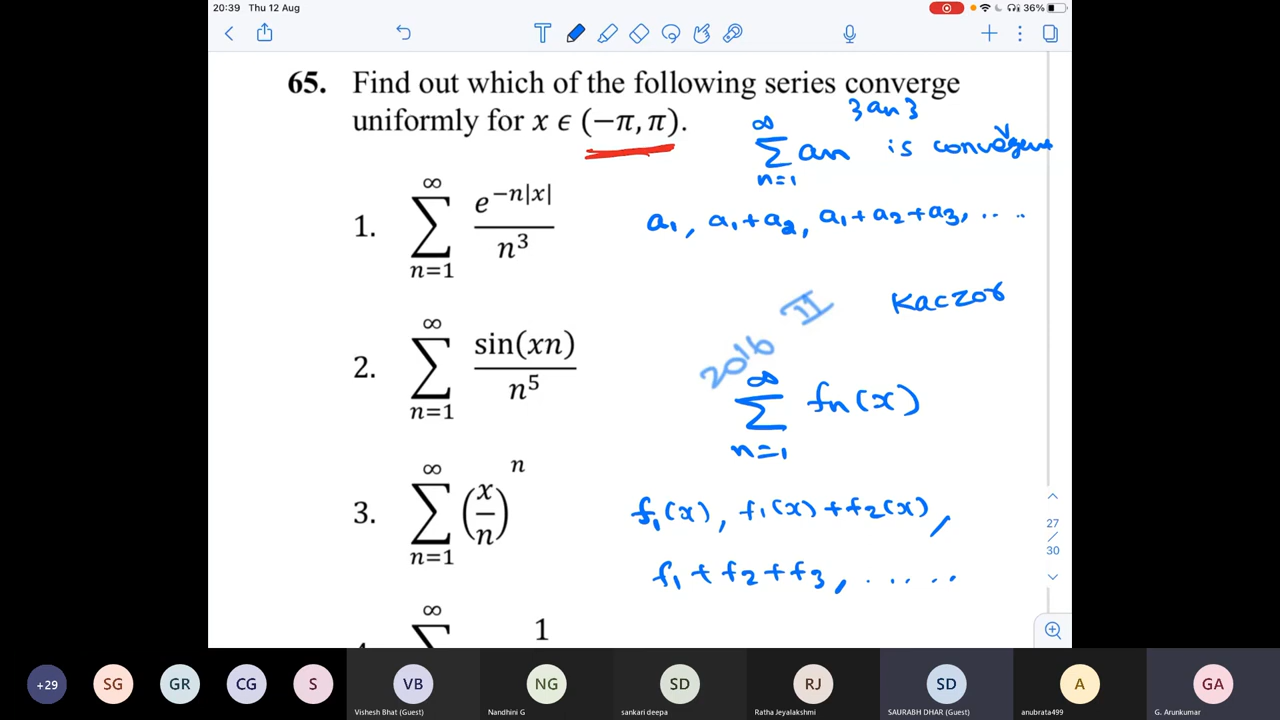 20:39 Thu 12 Aug
36%
65. Find out which of the following series converge
uniformly for x ϵ (−π, π).
{an}
∞ ∑ n=1 an is convergent
1. ∞ ∑ n=1 e^{−n|x|} / n^3
a1, a1+a2, a1+a2+a3, .....
Kaczor
2016 II
2. ∞ ∑ n=1 sin(xn) / n^5
∞ ∑ n=1 fn(x)
3. ∞ ∑ n=1 (x/n)^n
f1(x), f1(x)+f2(x),
f1+f2+f3, ......
27
/
30
∞ ∑ 1
+29 SG GR CG S VB NG SD RJ SD A GA
Vishesh Bhat (Guest) Nandhini G sankari deepa Ratha Jeyalakshmi SAURABH DHAR (Guest) anubrata499 G. Arunkumar